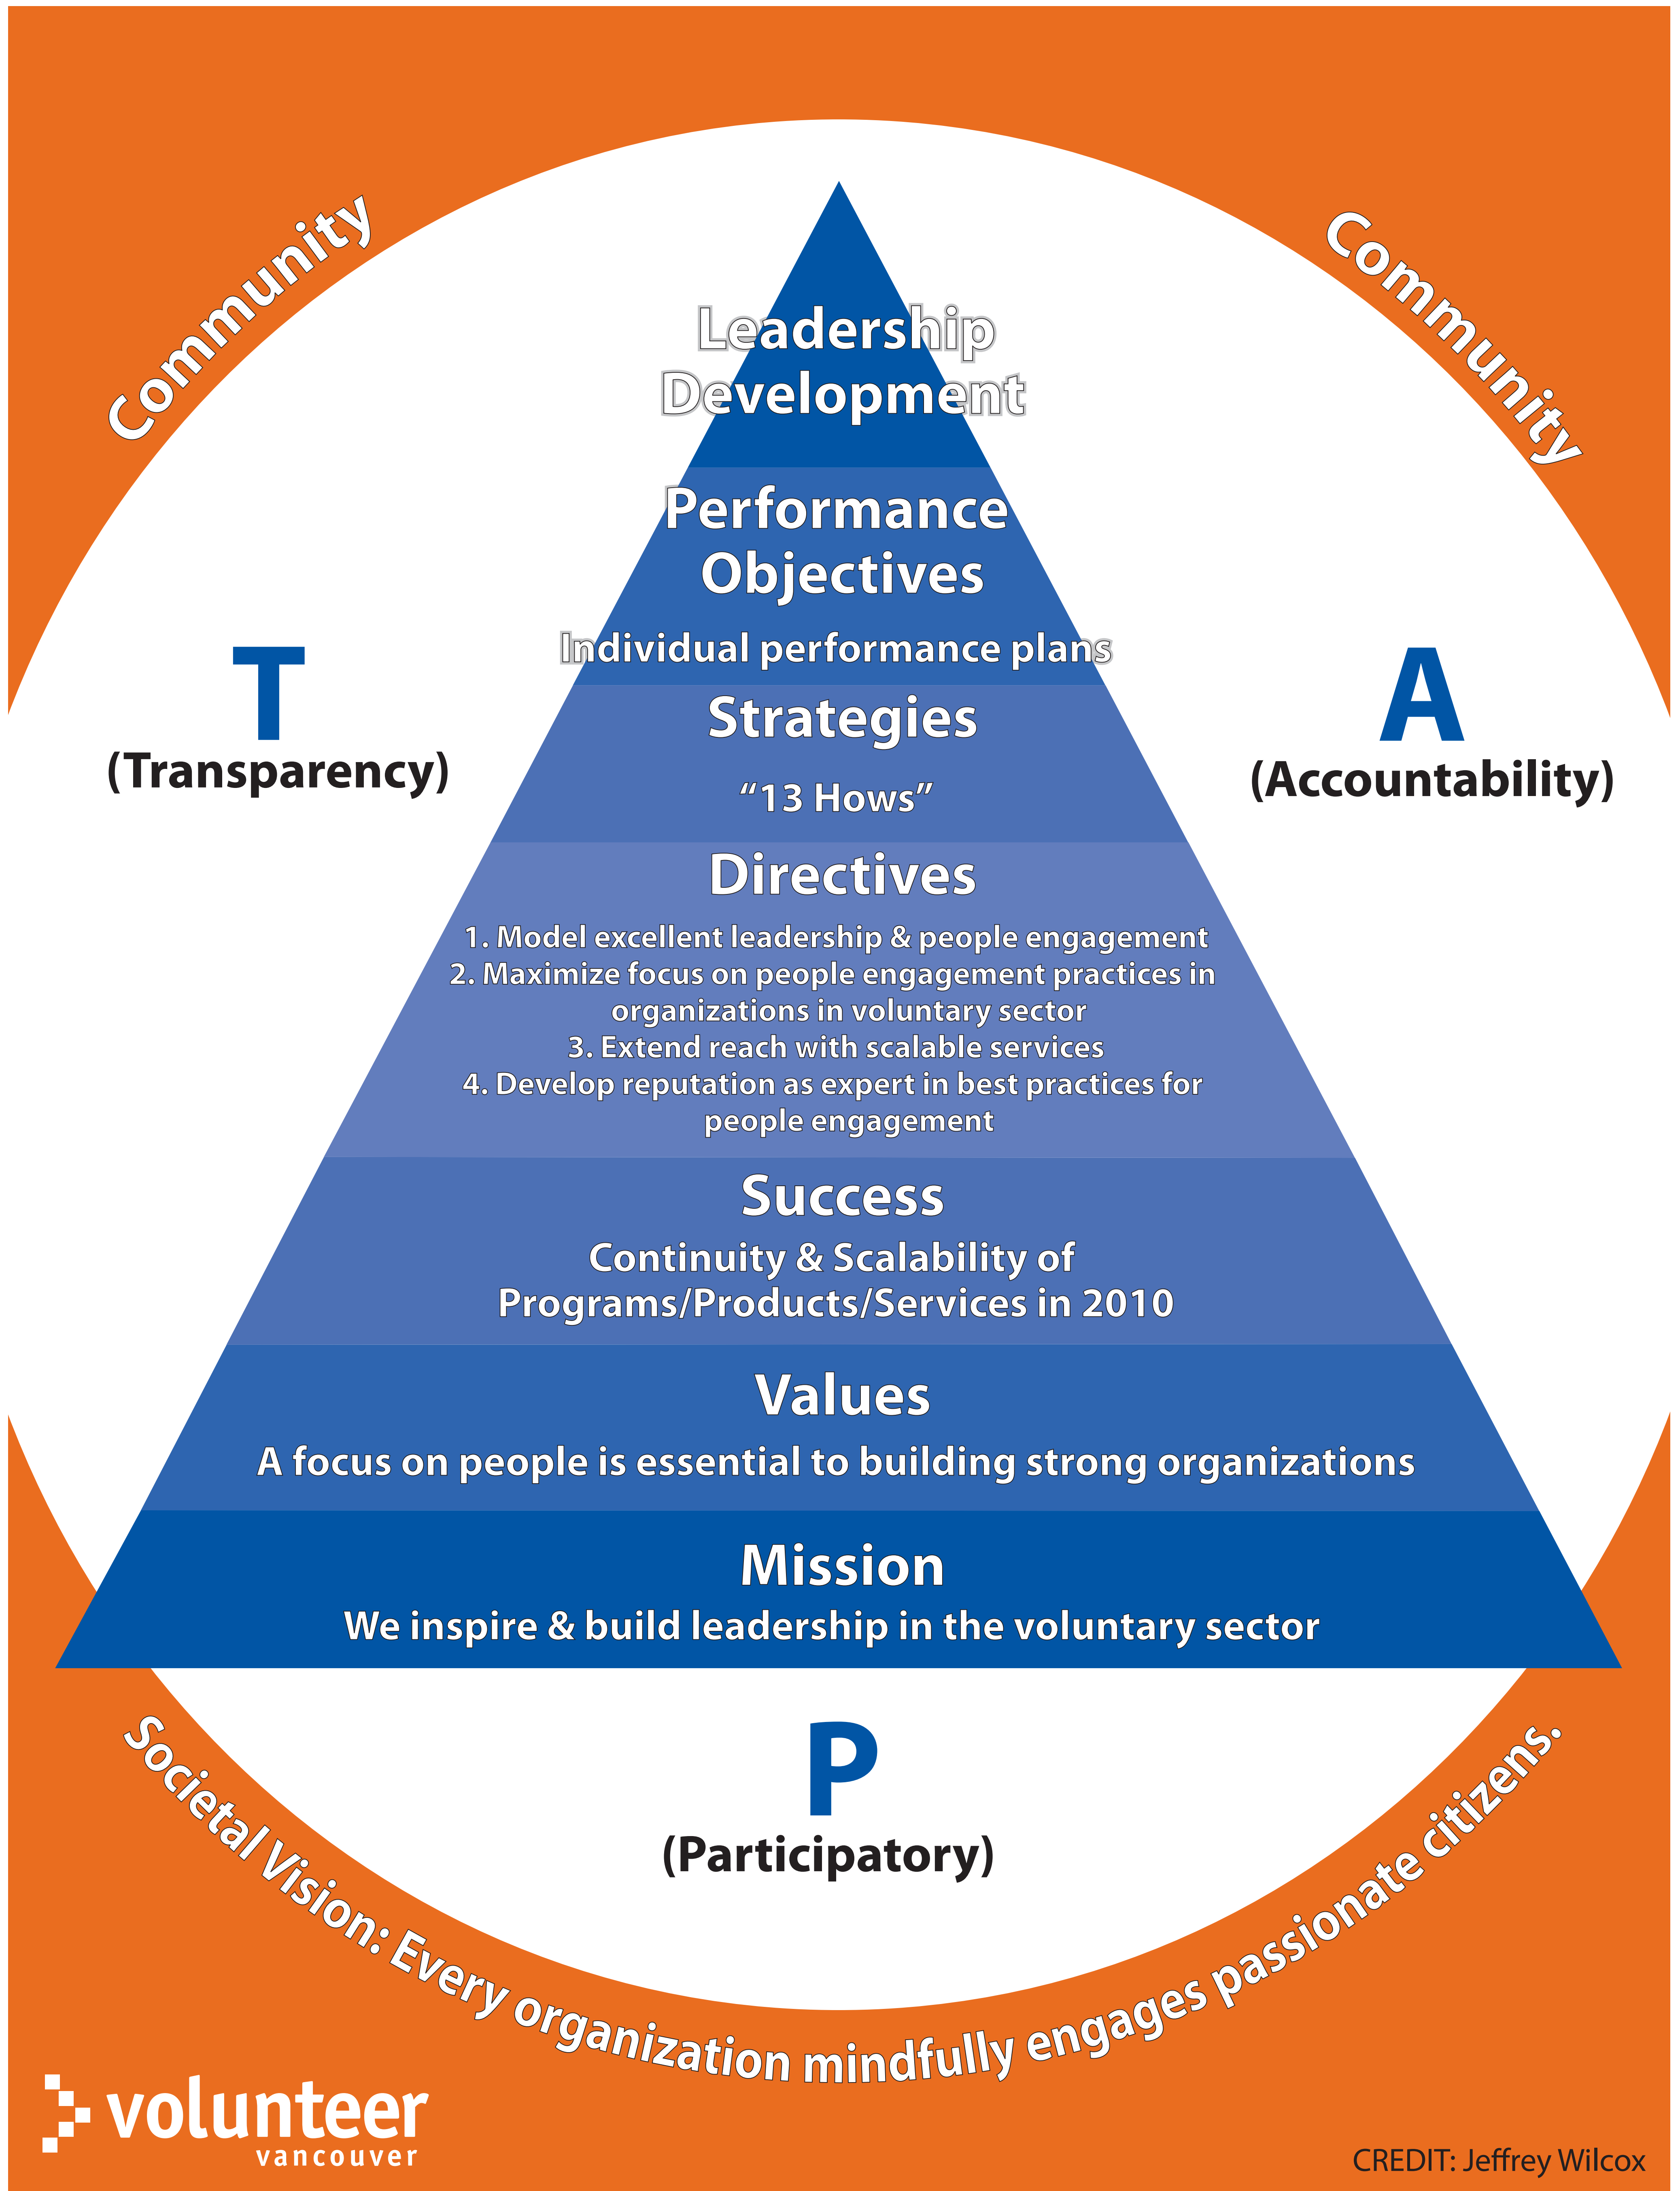 Community
Community
Leadership
Development
Performance
Objectives
Individual performance plans
T
(Transparency)
A
(Accountability)
Strategies
“13 Hows”
Directives
1. Model excellent leadership & people engagement
2. Maximize focus on people engagement practices in
organizations in voluntary sector
3. Extend reach with scalable services
4. Develop reputation as expert in best practices for
people engagement
Success
Continuity & Scalability of
Programs/Products/Services in 2010
Values
A focus on people is essential to building strong organizations
Mission
We inspire & build leadership in the voluntary sector
P
(Participatory)
Societal Vision: Every organization mindfully engages passionate citizens.
volunteer
vancouver
CREDIT: Jeffrey Wilcox